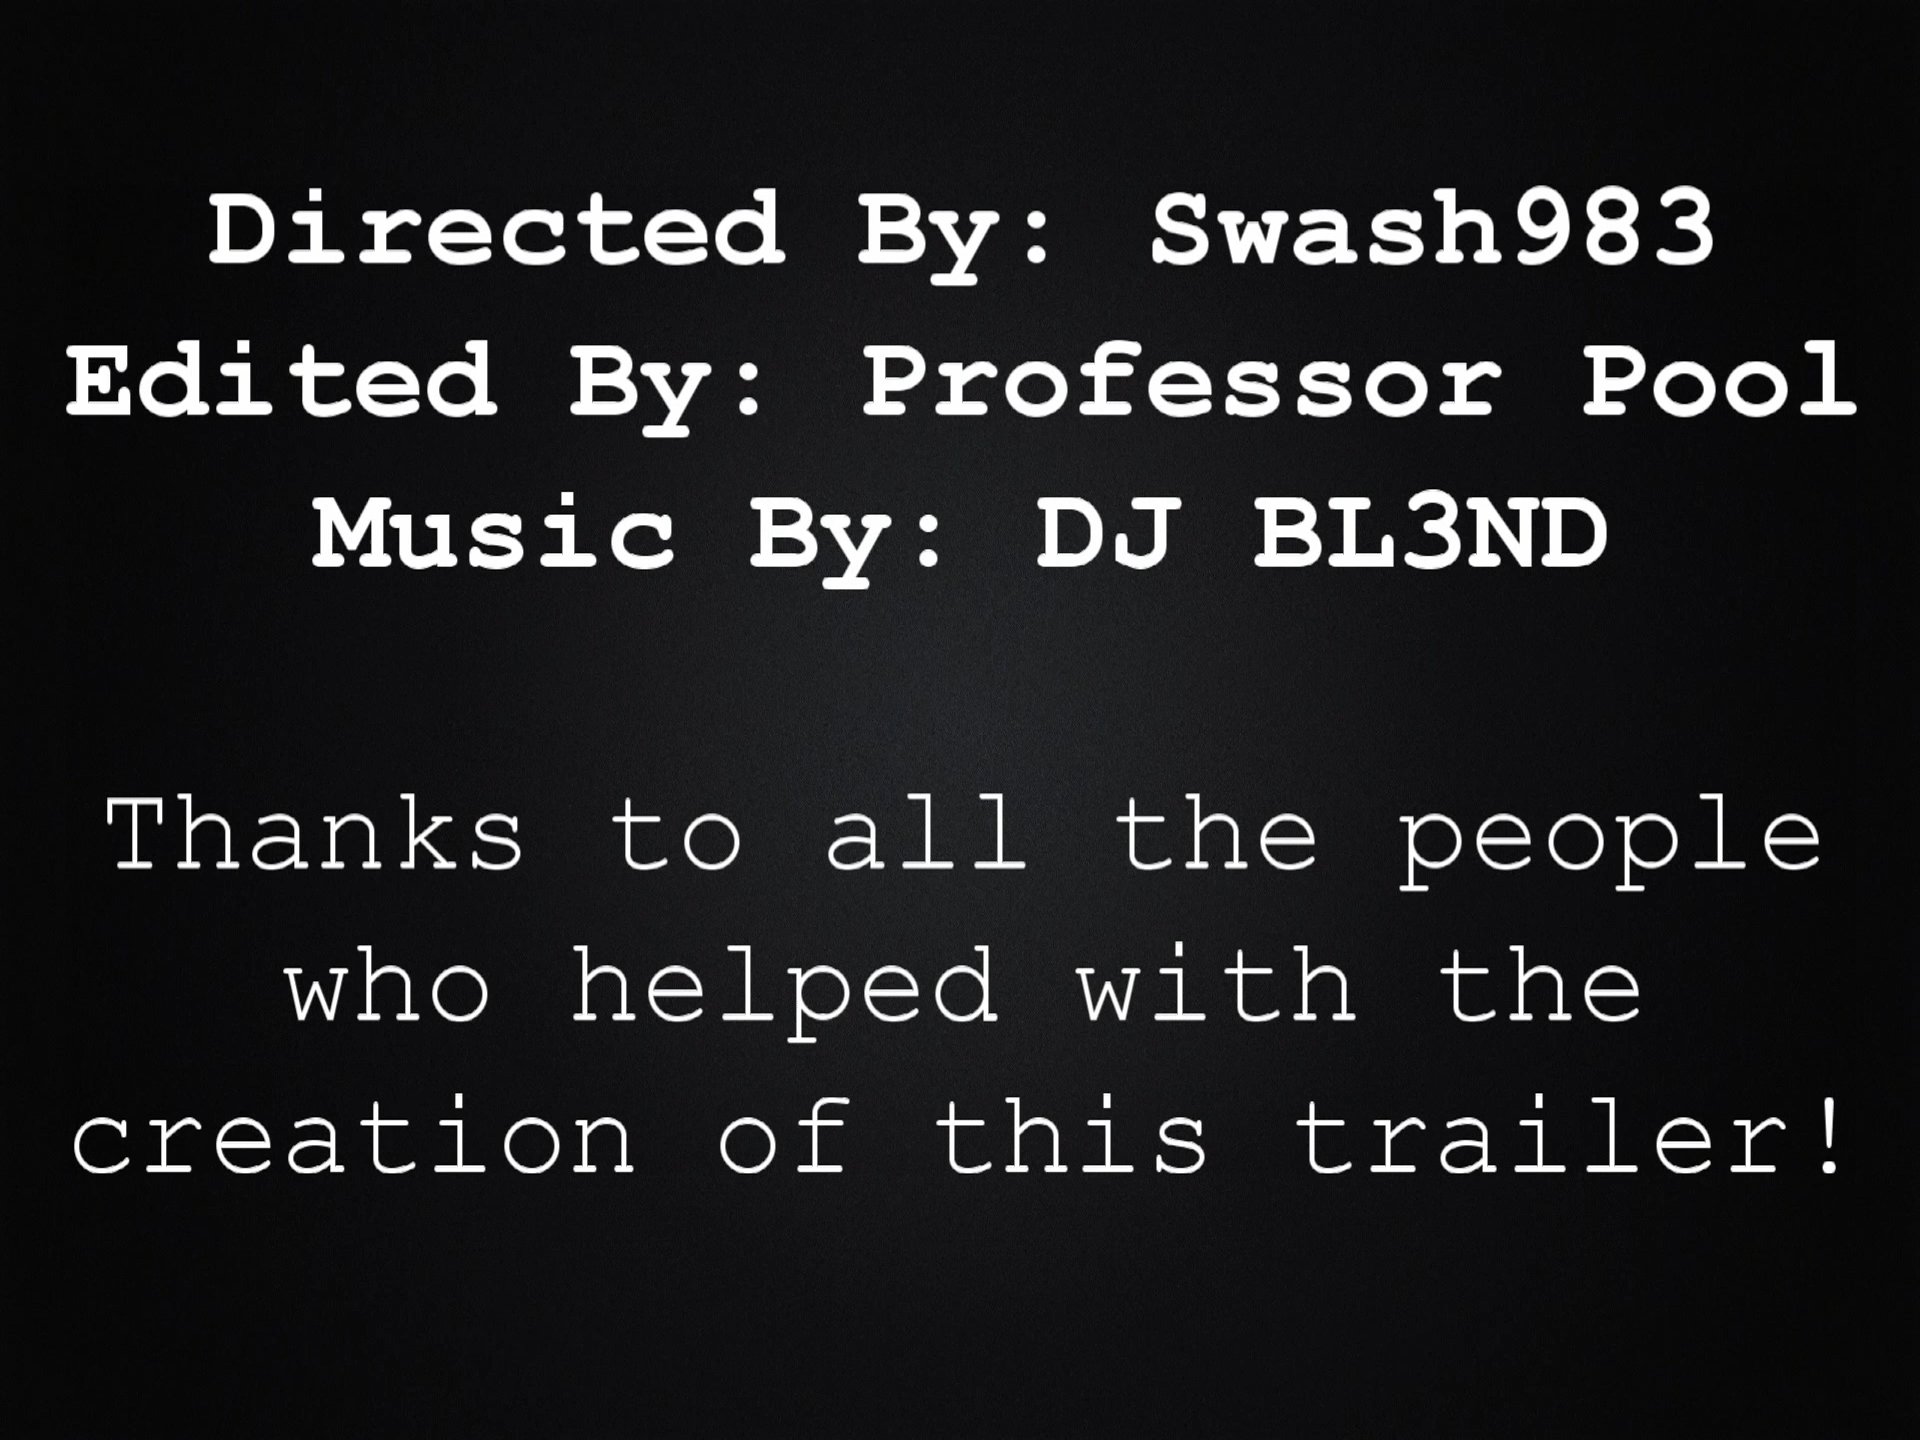 Directed By: Swash983
Edited By: Professor Pool
Music By: DJ BL3ND
Thanks to all the people
who helped with the
creation of this trailer!